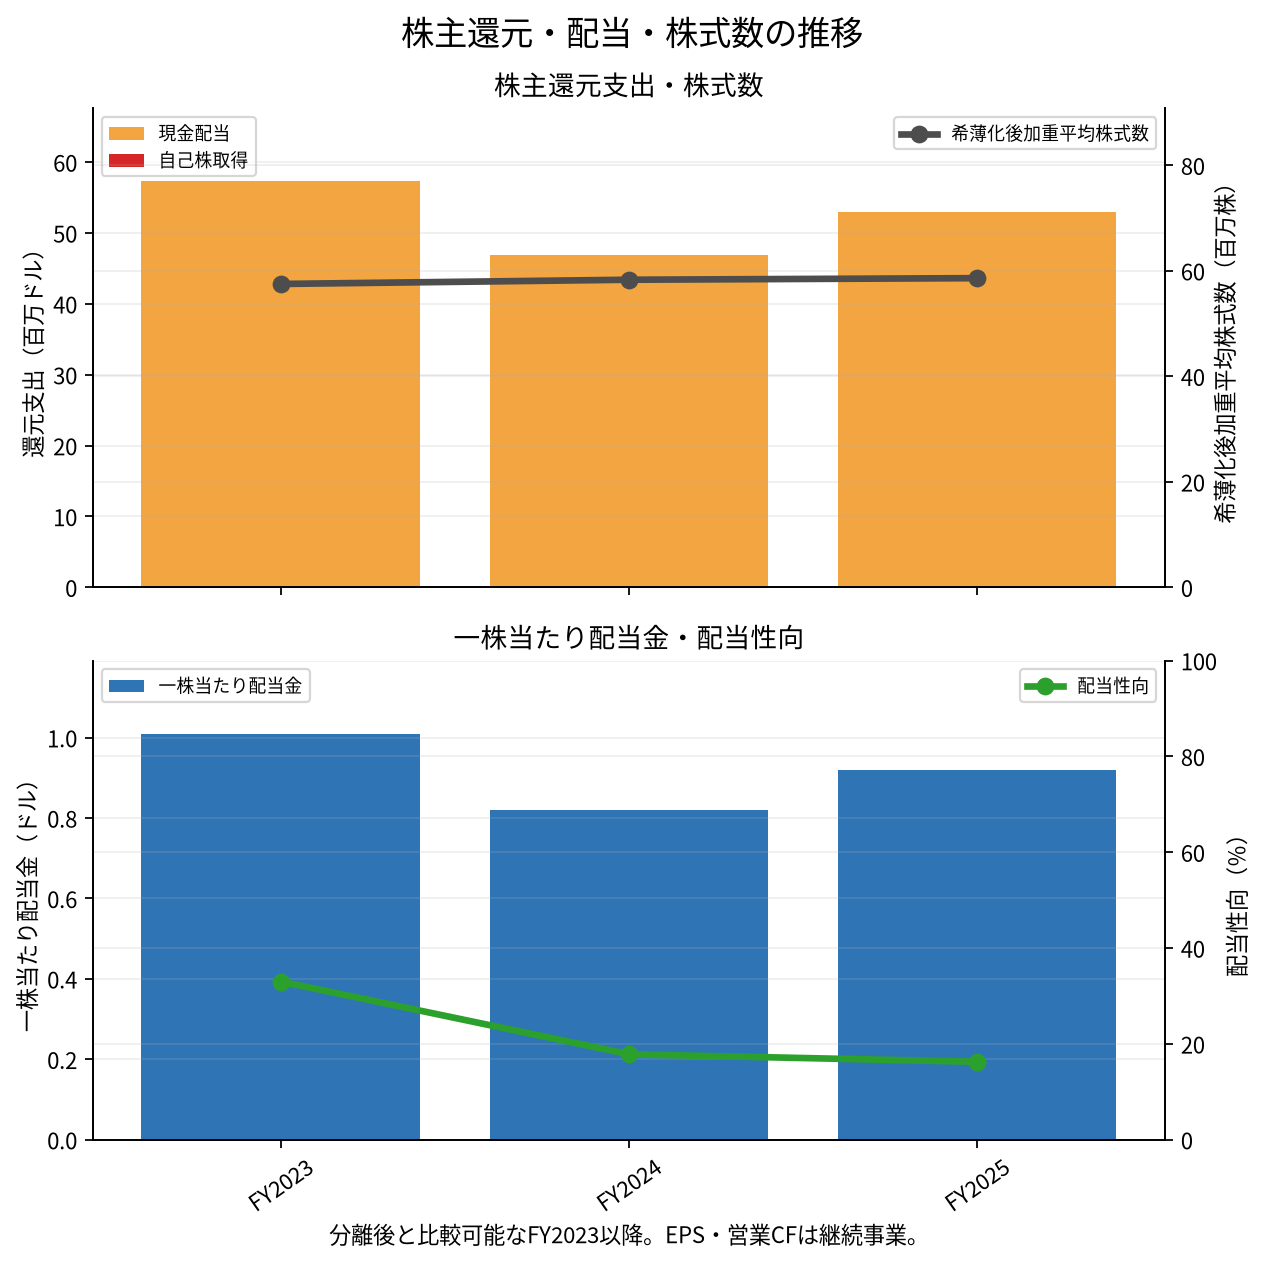 株主還元・配当・株式数の推移
株主還元支出・株式数
現金配当
自己株取得
希薄化後加重平均株式数
還元支出（百万ドル）
0
10
20
30
40
50
60
希薄化後加重平均株式数（百万株）
0
20
40
60
80
一株当たり配当金・配当性向
一株当たり配当金
配当性向
一株当たり配当金（ドル）
0.0
0.2
0.4
0.6
0.8
1.0
配当性向（%）
0
20
40
60
80
100
FY2023
FY2024
FY2025
分離後と比較可能なFY2023以降。EPS・営業CFは継続事業。